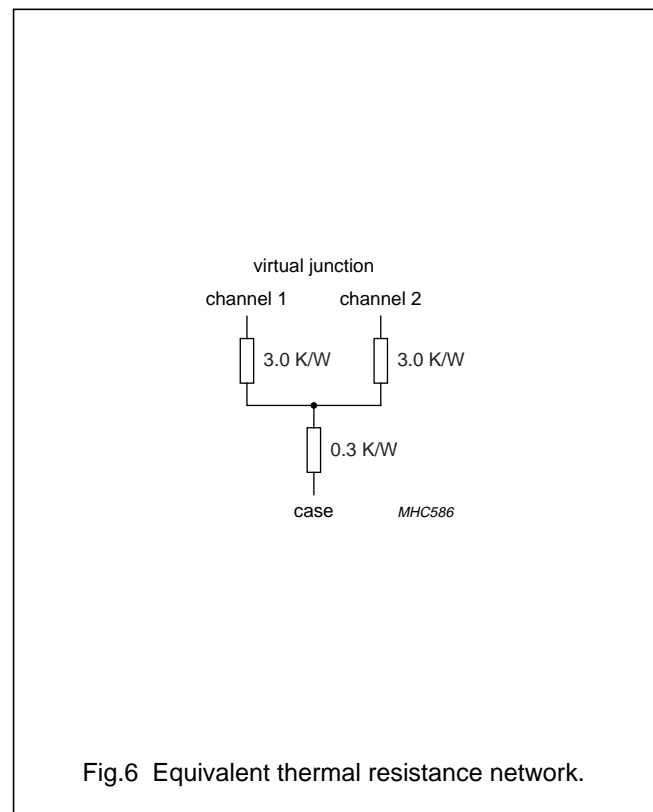 virtual junction
channel 1 channel 2
3.0 K/W 3.0 K/W
0.3 K/W
case MHC586
Fig.6 Equivalent thermal resistance network.